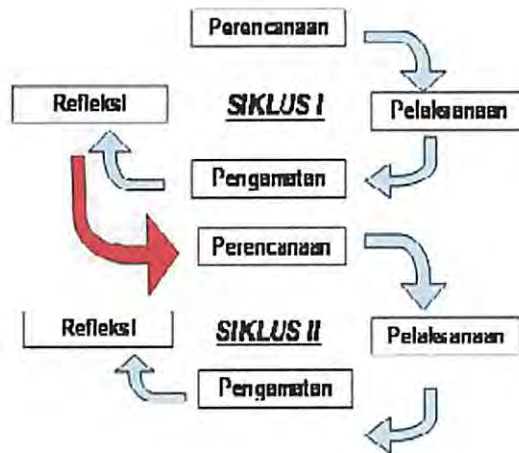 Perencanaan
Refleksi
SIKLUS I
Pelaksanaan
Pengamatan
Perencanaan
Refleksi
SIKLUS II
Pelaksanaan
Pengamatan